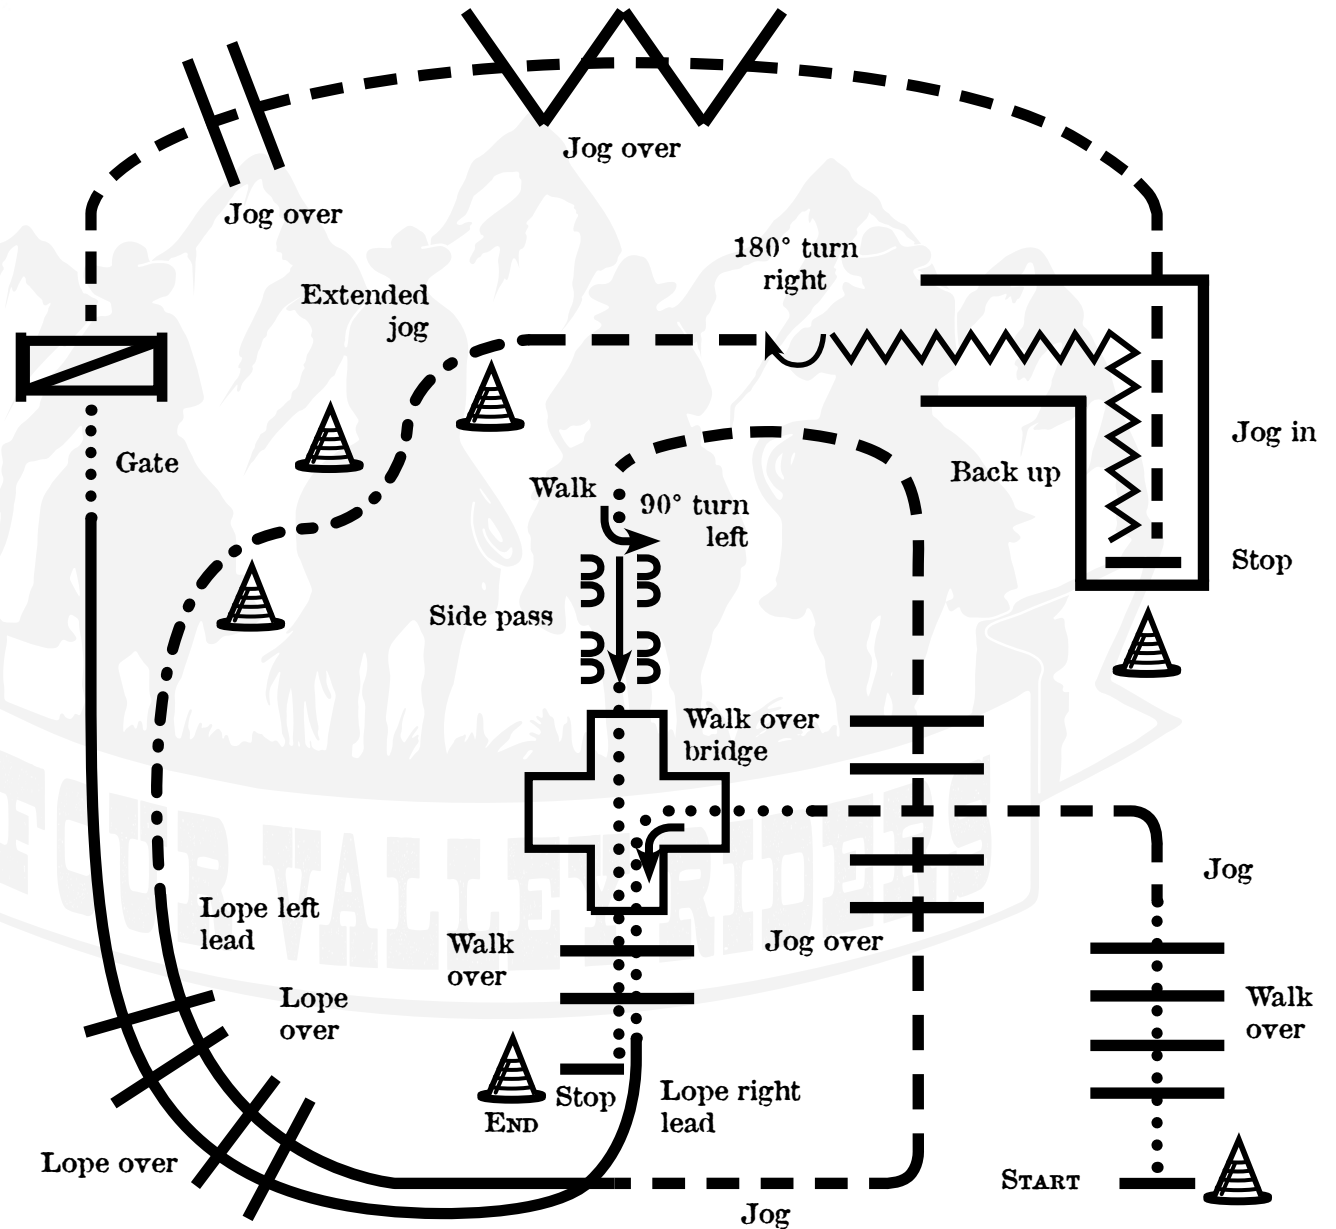 Jog over
Jog over
180° turn
right
Extended
jog
Jog in
Gate
Back up
Walk
90° turn
left
Stop
Side pass
Walk over
bridge
Jog
Lope left
lead
Walk
over
Jog over
Lope
over
Walk
over
Stop
END
Lope right
lead
Lope over
START
Jog
VALLEY RIDERS